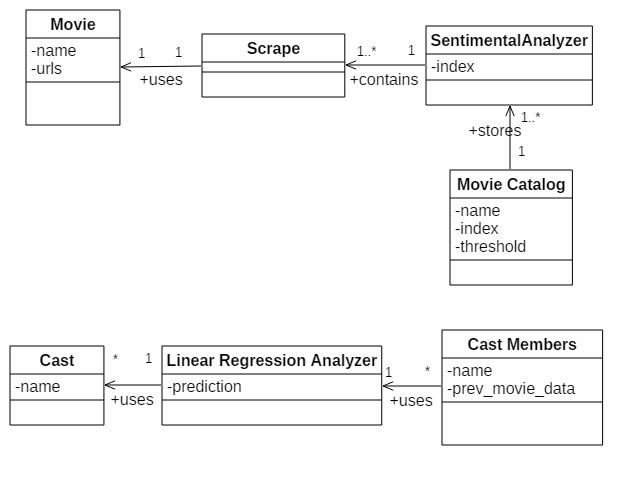 Movie
-name
-urls
1
1
+uses
Scrape
1..*
1
+contains
SentimentalAnalyzer
-index
1..*
+stores
1
Movie Catalog
-name
-index
-threshold
Cast
-name
*
1
+uses
Linear Regression Analyzer
-prediction
1
*
+uses
Cast Members
-name
-prev_movie_data